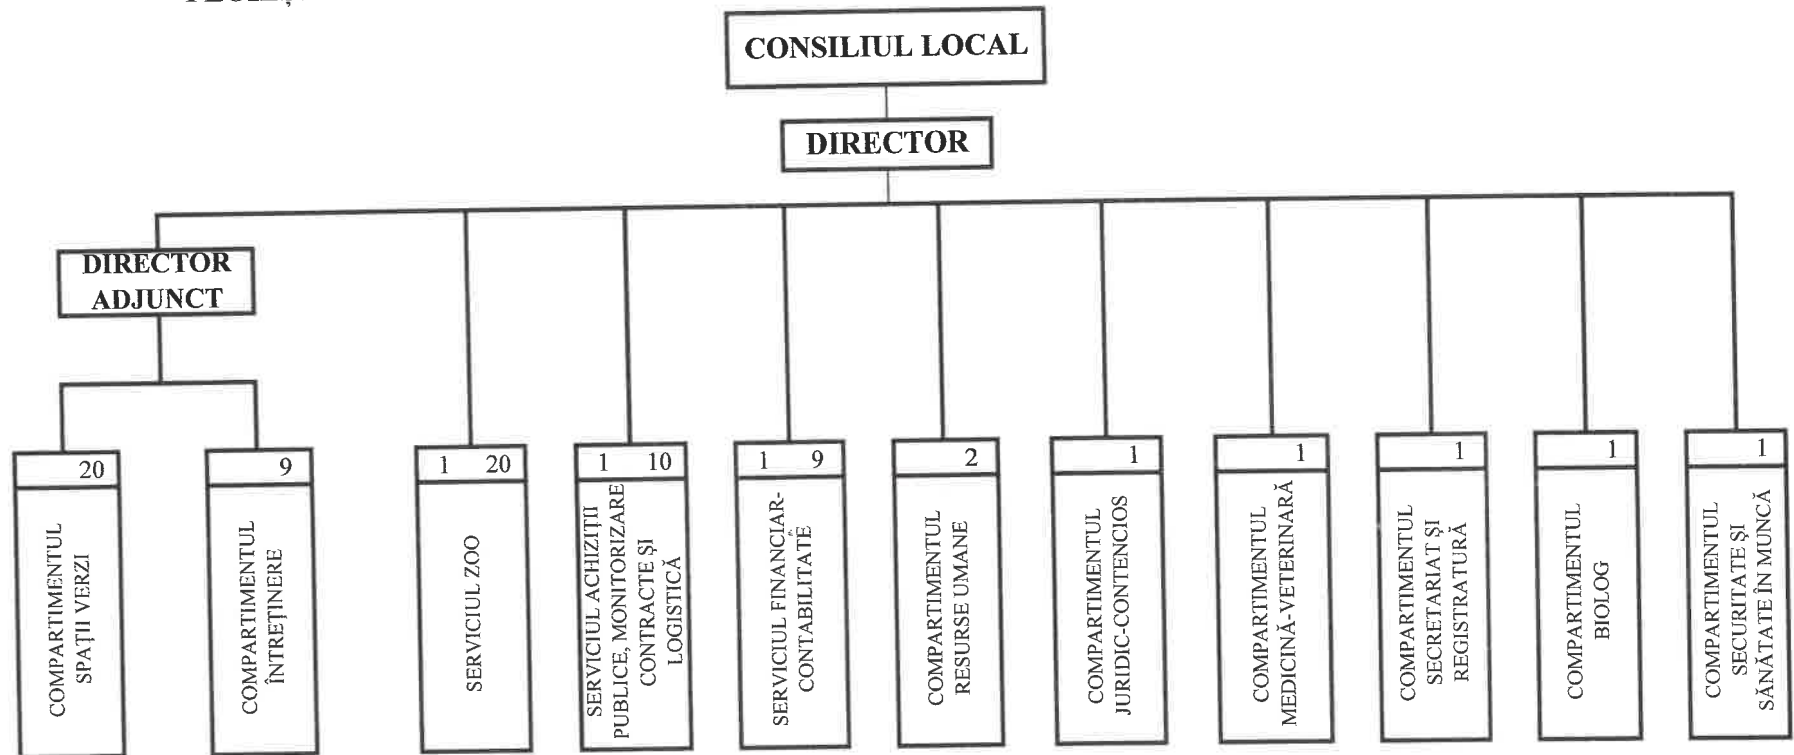 CONSILIUL LOCAL
DIRECTOR
DIRECTOR
ADJUNCT
20
COMPARTIMENTUL
SPAȚII VERZI
9
COMPARTIMENTUL
ÎNTREȚINERE
1 20
SERVICIUL ZOO
1 10
SERVICIUL ACHIZIȚII
PUBLICE, MONITORIZARE
CONTRACTE ȘI
LOGISTICĂ
1 9
SERVICIUL FINANCIAR-
CONTABILITATE
2
COMPARTIMENTUL
RESURSE UMANE
1
COMPARTIMENTUL
JURIDIC-CONTENCIOS
1
COMPARTIMENTUL
MEDICINĂ-VETERINARĂ
1
COMPARTIMENTUL
SECRETARIAT ȘI
REGISTRATURĂ
1
COMPARTIMENTUL
BIOLOG
1
COMPARTIMENTUL
SECURITATE ȘI
SĂNĂTATE ÎN MUNCĂ